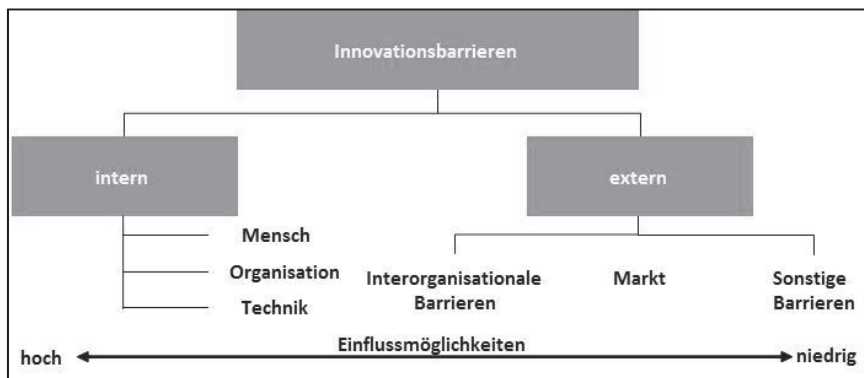 Innovationsbarrieren
intern
extern
Mensch
Organisation
Technik
Interorganisationale
Barrieren
Markt
Sonstige
Barrieren
Einflussmöglichkeiten
hoch
niedrig